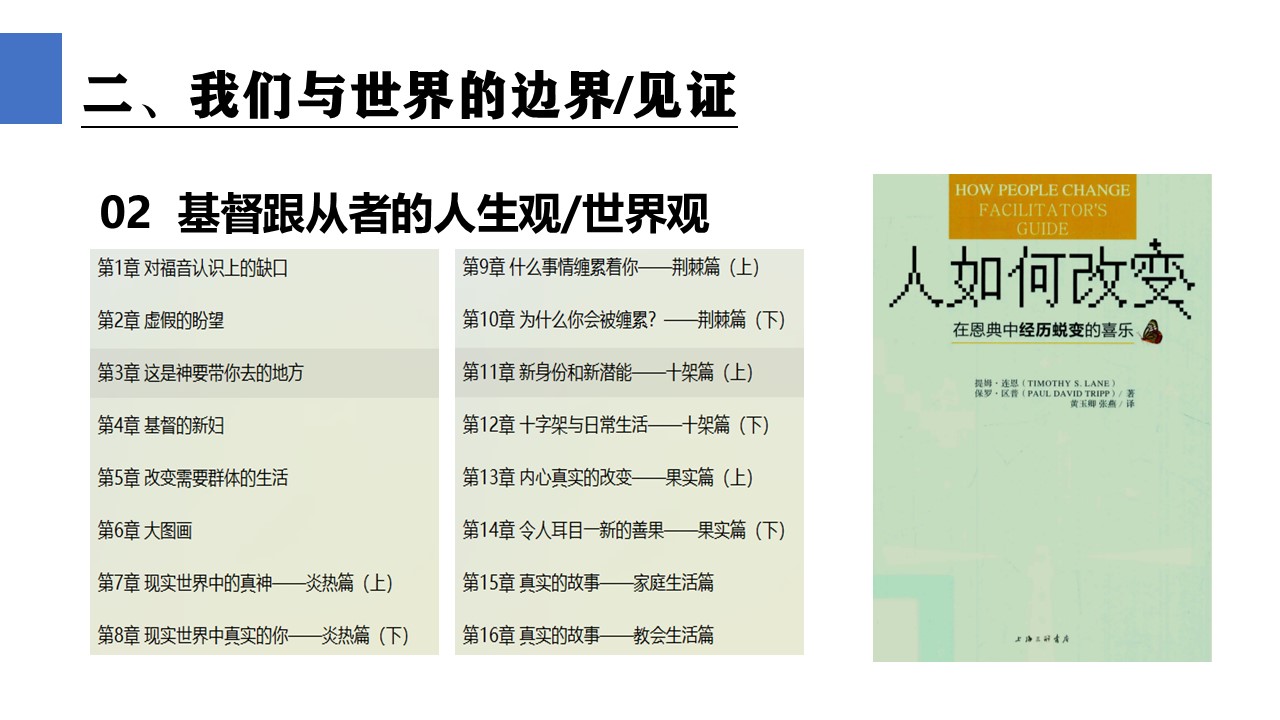 二、我们与世界的边界/见证
02 基督跟从者的人生观/世界观
第1章 对福音认识上的缺口
第2章 虚假的盼望
第3章 这是神要带你去的地方
第4章 基督的新妇
第5章 改变需要群体的生活
第6章 大图画
第7章 现实世界中的真神——炎热篇（上）
第8章 现实世界中真实的你——炎热篇（下）
第9章 什么事情缠累着你——荆棘篇（上）
第10章 为什么你会被缠累？——荆棘篇（下）
第11章 新身份和新潜能——十架篇（上）
第12章 十字架与日常生活——十架篇（下）
第13章 内心真实的改变——果实篇（上）
第14章 令人耳目一新的善果——果实篇（下）
第15章 真实的故事——家庭生活篇
第16章 真实的故事——教会生活篇
HOW PEOPLE CHANGE
FACILITATOR'S
GUIDE
人如何改变
在恩典中经历蜕变的喜乐
提姆·连恩（TIMOTHY S. LANE）
保罗·区普（PAUL DAVID TRIPP）/ 著
黄玉卿 张燕 / 译
上海三联书店